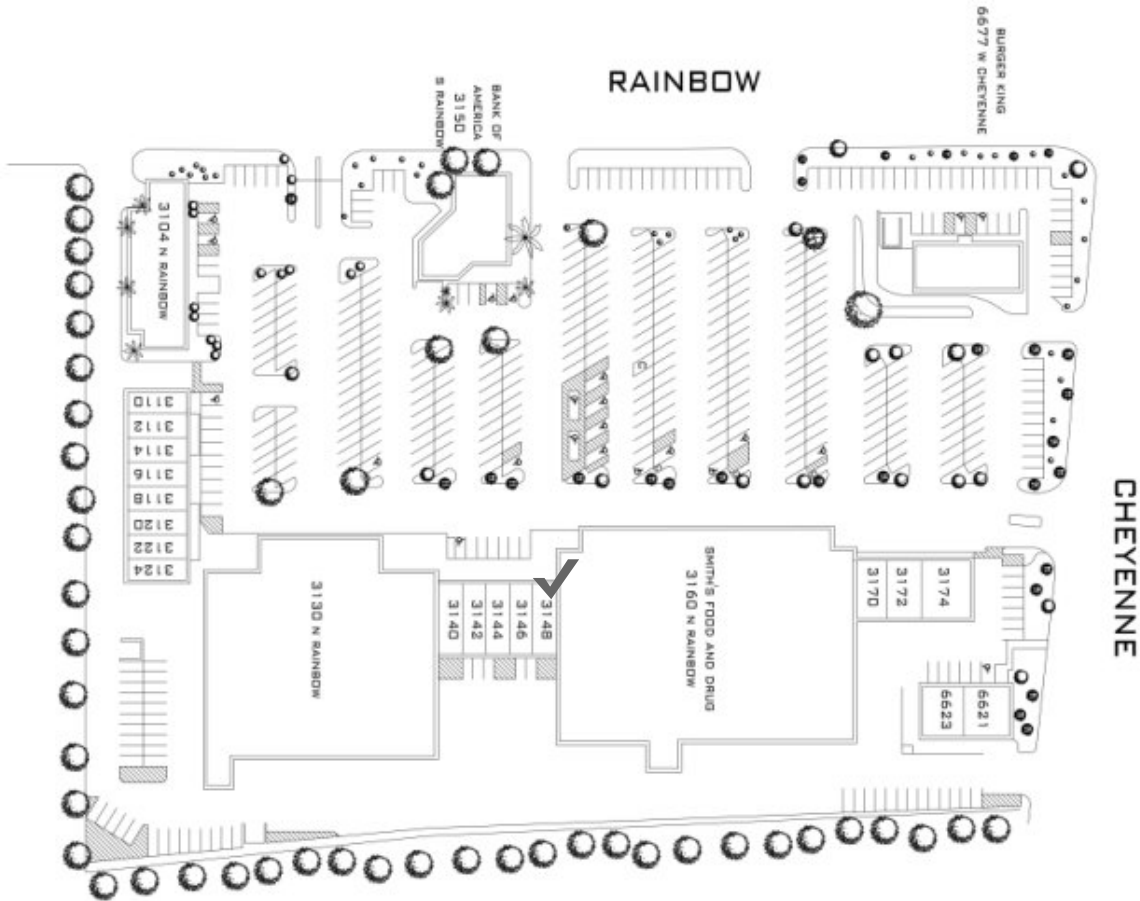 BURGER KING
6677 W CHEYENNE
RAINBOW
BANK OF
AMERICA
3150
S RAINBOW
3104 N RAINBOW
3110
3112
3114
3116
3118
3120
3122
3124
CHEYENNE
3130 N RAINBOW
3140
3142
3144
3146
3148
SMITH'S FOOD AND DRUG
3160 N RAINBOW
3170
3172
3174
6623
6621